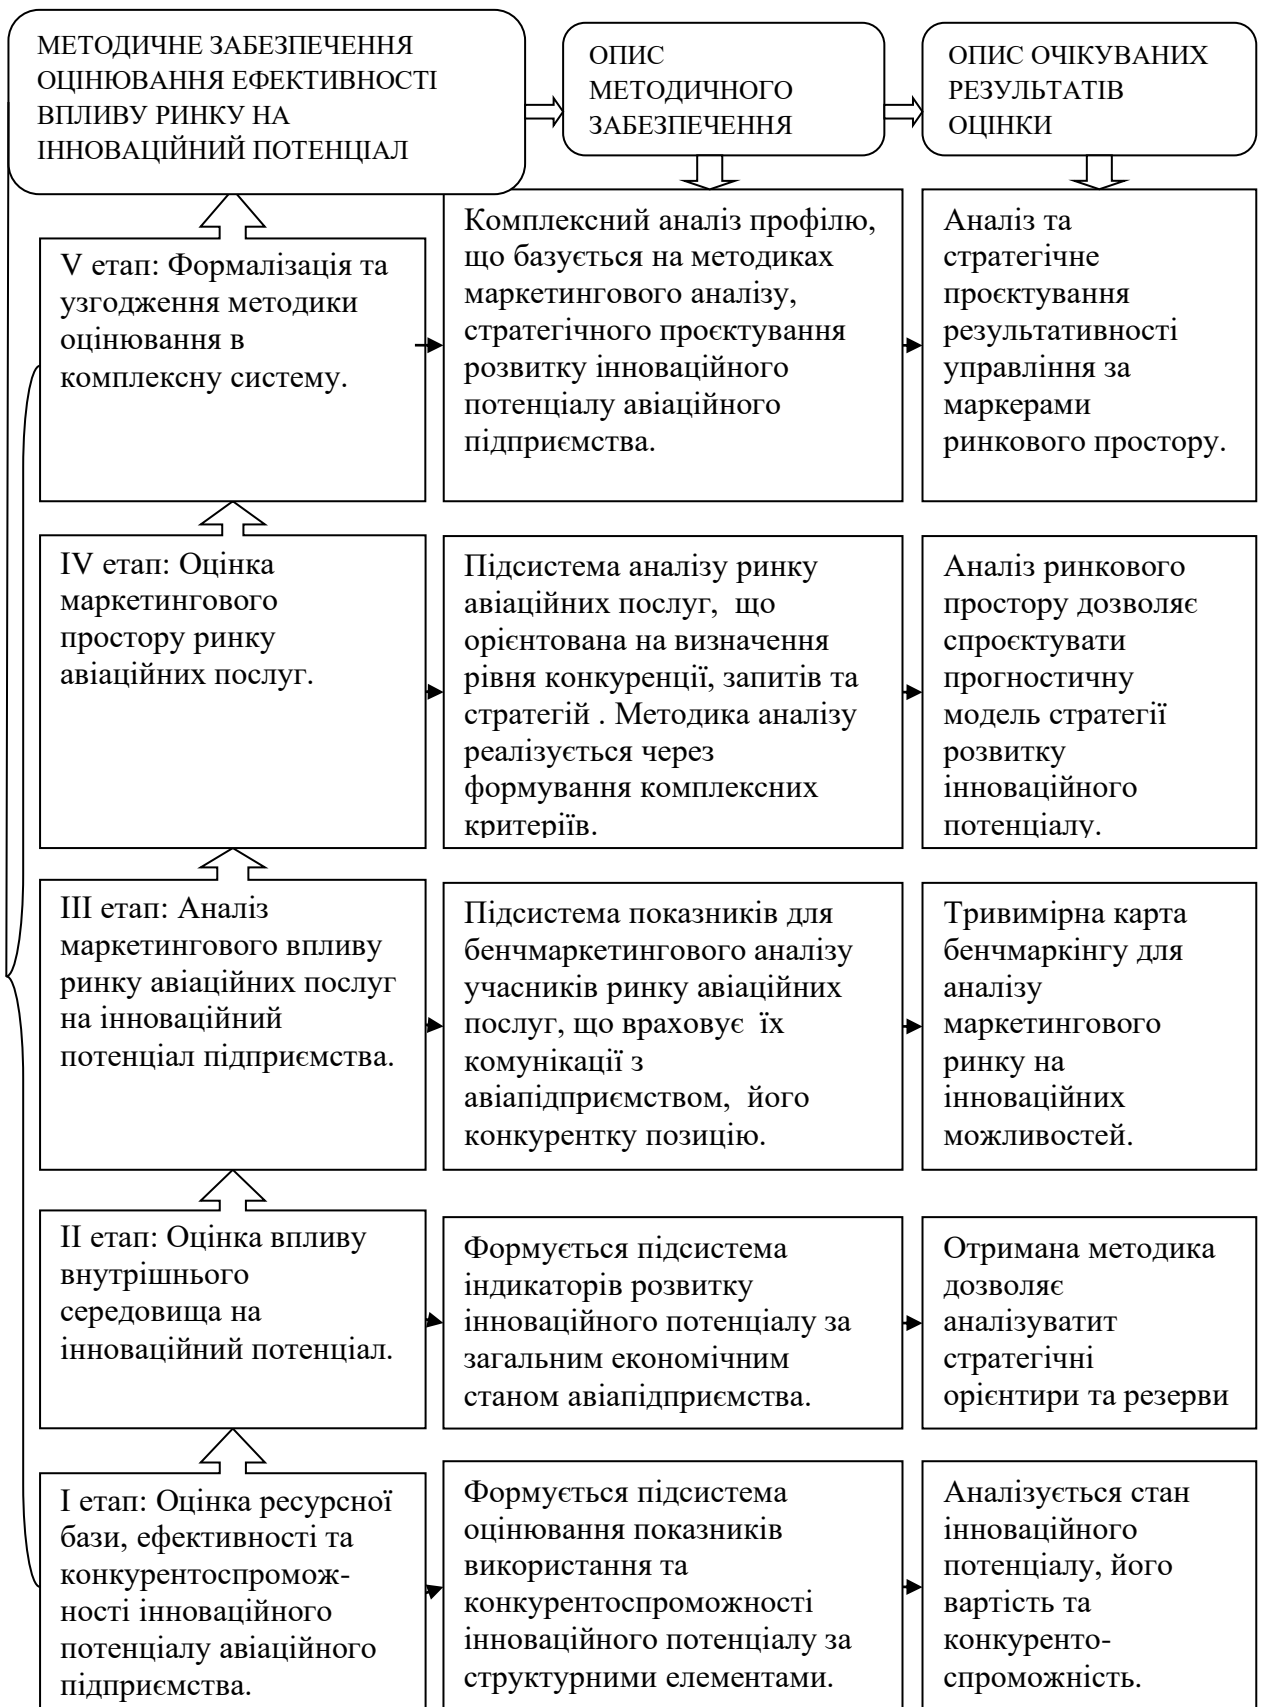 МЕТОДИЧНЕ ЗАБЕЗПЕЧЕННЯ
ОЦІНЮВАННЯ ЕФЕКТИВНОСТІ
ВПЛИВУ РИНКУ НА
ІННОВАЦІЙНИЙ ПОТЕНЦІАЛ
ОПИС
МЕТОДИЧНОГО
ЗАБЕЗПЕЧЕННЯ
ОПИС ОЧІКУВАНИХ
РЕЗУЛЬТАТІВ
ОЦІНКИ
V етап: Формалізація та
узгодження методики
оцінювання в
комплексну систему.
Комплексний аналіз профілю,
що базується на методиках
маркетингового аналізу,
стратегічного проєктування
розвитку інноваційного
потенціалу авіаційного
підприємства.
Аналіз та
стратегічне
проєктування
результативності
управління за
маркерами
ринкового простору.
IV етап: Оцінка
маркетингового
простору ринку
авіаційних послуг.
Підсистема аналізу ринку
авіаційних послуг, що
орієнтована на визначення
рівня конкуренції, запитів та
стратегій . Методика аналізу
реалізується через
формування комплексних
критеріїв.
Аналіз ринкового
простору дозволяє
спроєктувати
прогностичну
модель стратегії
розвитку
інноваційного
потенціалу.
III етап: Аналіз
маркетингового впливу
ринку авіаційних послуг
на інноваційний
потенціал підприємства.
Підсистема показників для
бенчмаркетингового аналізу
учасників ринку авіаційних
послуг, що враховує їх
комунікації з
авіапідприємством, його
конкурентку позицію.
Тривимірна карта
бенчмаркінгу для
аналізу
маркетингового
ринку на
інноваційних
можливостей.
II етап: Оцінка впливу
внутрішнього
середовища на
інноваційний потенціал.
Формується підсистема
індикаторів розвитку
інноваційного потенціалу за
загальним економічним
станом авіапідприємства.
Отримана методика
дозволяє
аналізуватит
стратегічні
орієнтири та резерви
I етап: Оцінка ресурсної
бази, ефективності та
конкурентоспромож-
ності інноваційного
потенціалу авіаційного
підприємства.
Формується підсистема
оцінювання показників
використання та
конкурентоспроможності
інноваційного потенціалу за
структурними елементами.
Аналізується стан
інноваційного
потенціалу, його
вартість та
конкуренто-
спроможність.